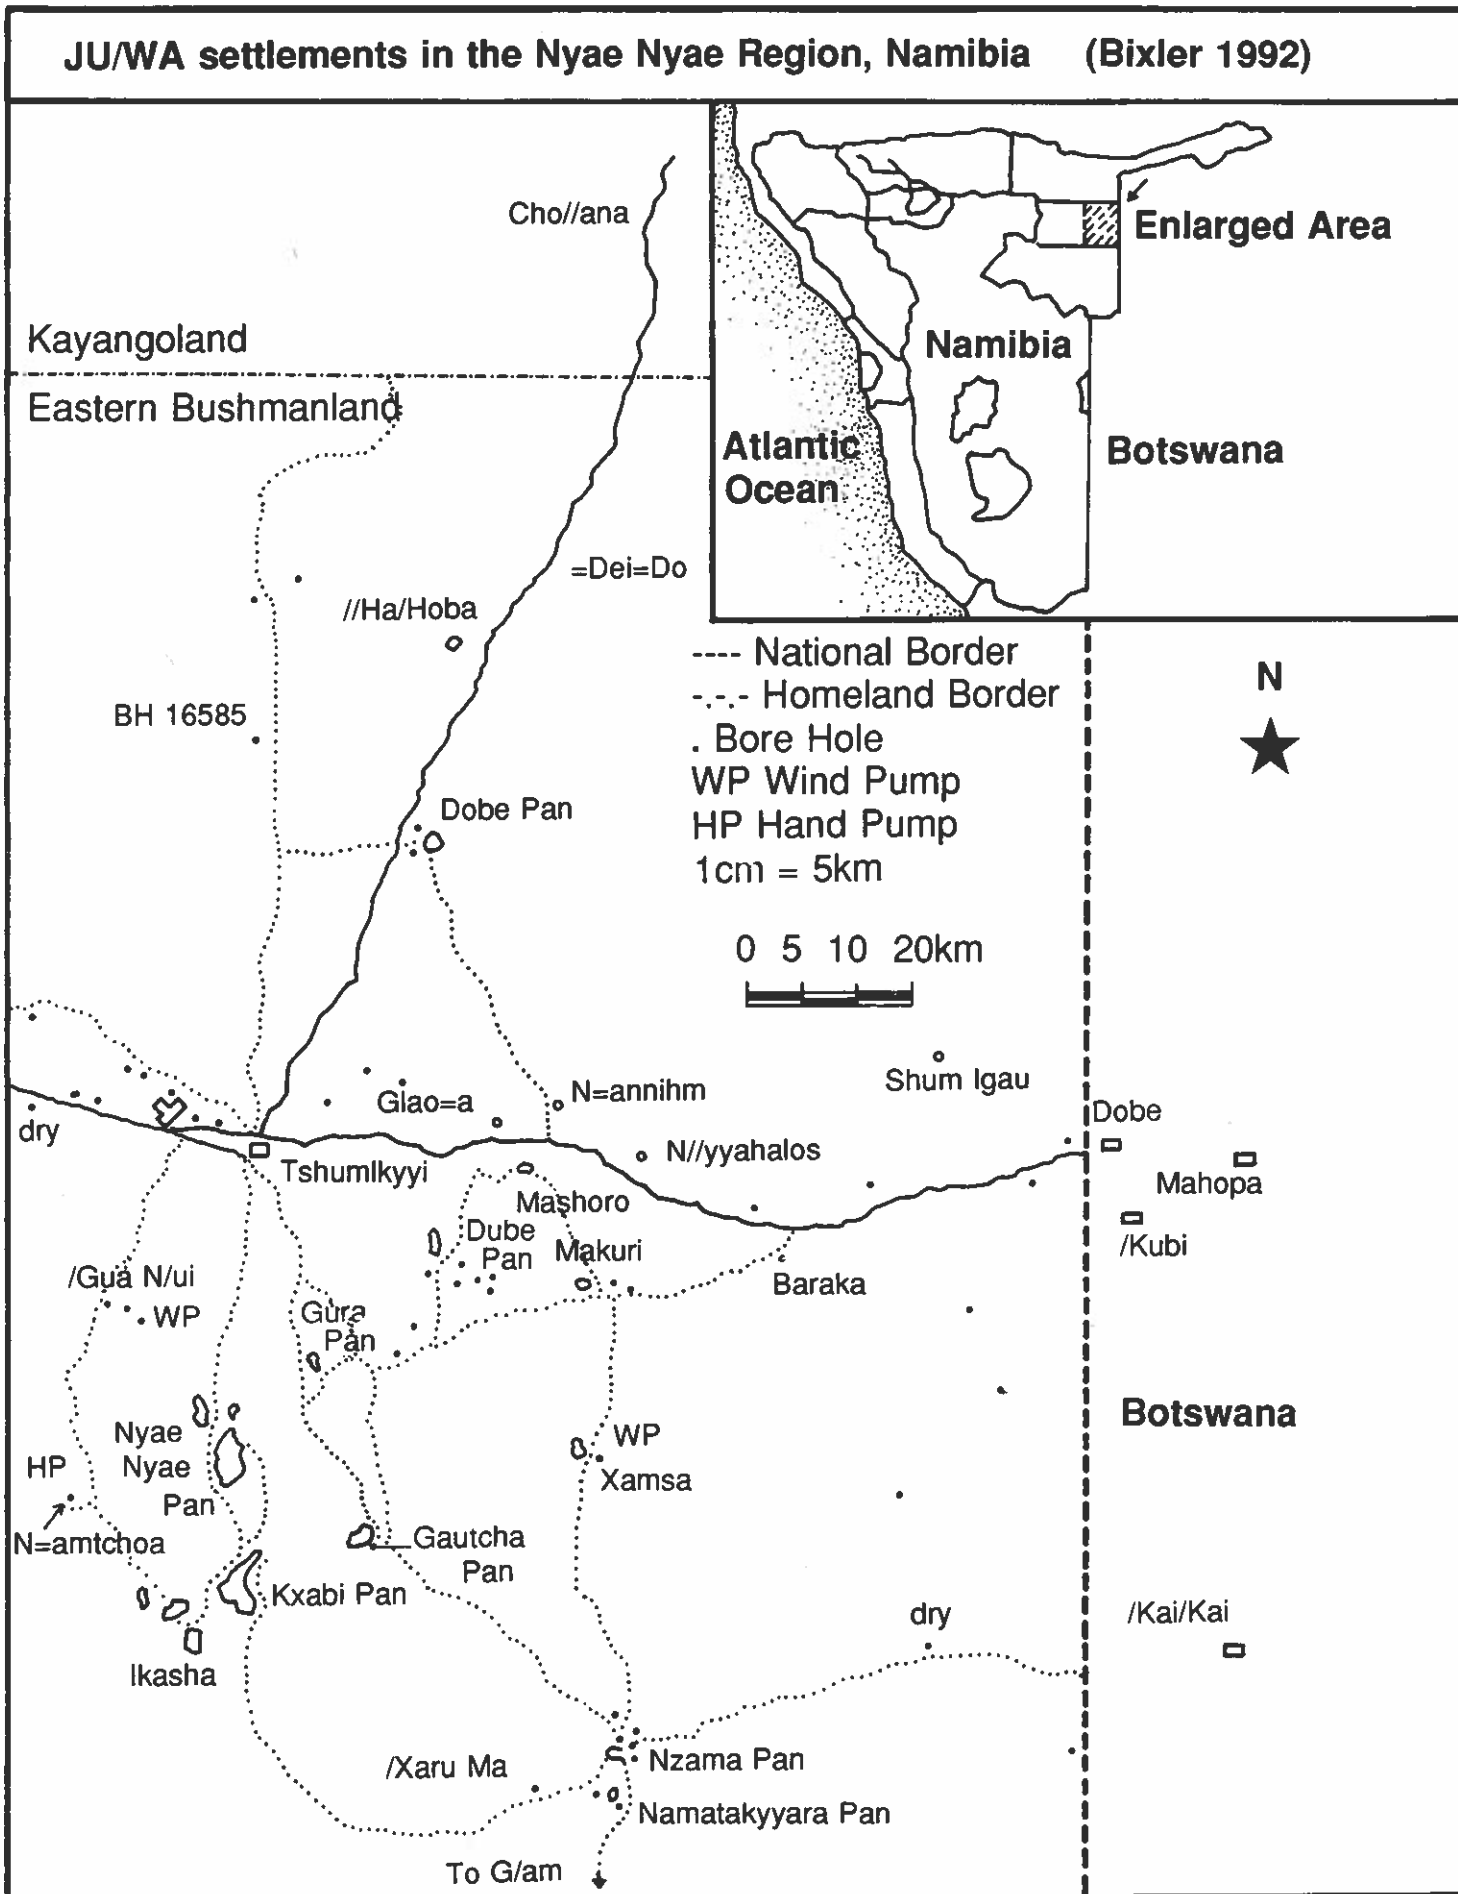 JU/WA settlements in the Nyae Nyae Region, Namibia (Bixler 1992)
Cho//ana
Enlarged Area
Kayangoland
Namibia
Eastern Bushmanland
Atlantic
Ocean
Botswana
=Dei=Do
//Ha/Hoba
---- National Border
N
-.-.- Homeland Border
BH 16585
. Bore Hole
WP Wind Pump
Dobe Pan
HP Hand Pump
1cm = 5km
0 5 10 20km
Shum Igau
N=annihm
Glao=a
Dobe
dry
N//yyahalos
Tshumlkyyi
Mahopa
Mashoro
Dube
Pan
Makuri
/Kubi
/Gua N/ui
Baraka
WP
Gura
Pan
Botswana
Nyae
Nyae
Pan
WP
HP
Xamsa
N=amtchoa
Gautcha
Pan
Kxabi Pan
dry
/Kai/Kai
Ikasha
/Xaru Ma
Nzama Pan
Namatakyyara Pan
To G/am